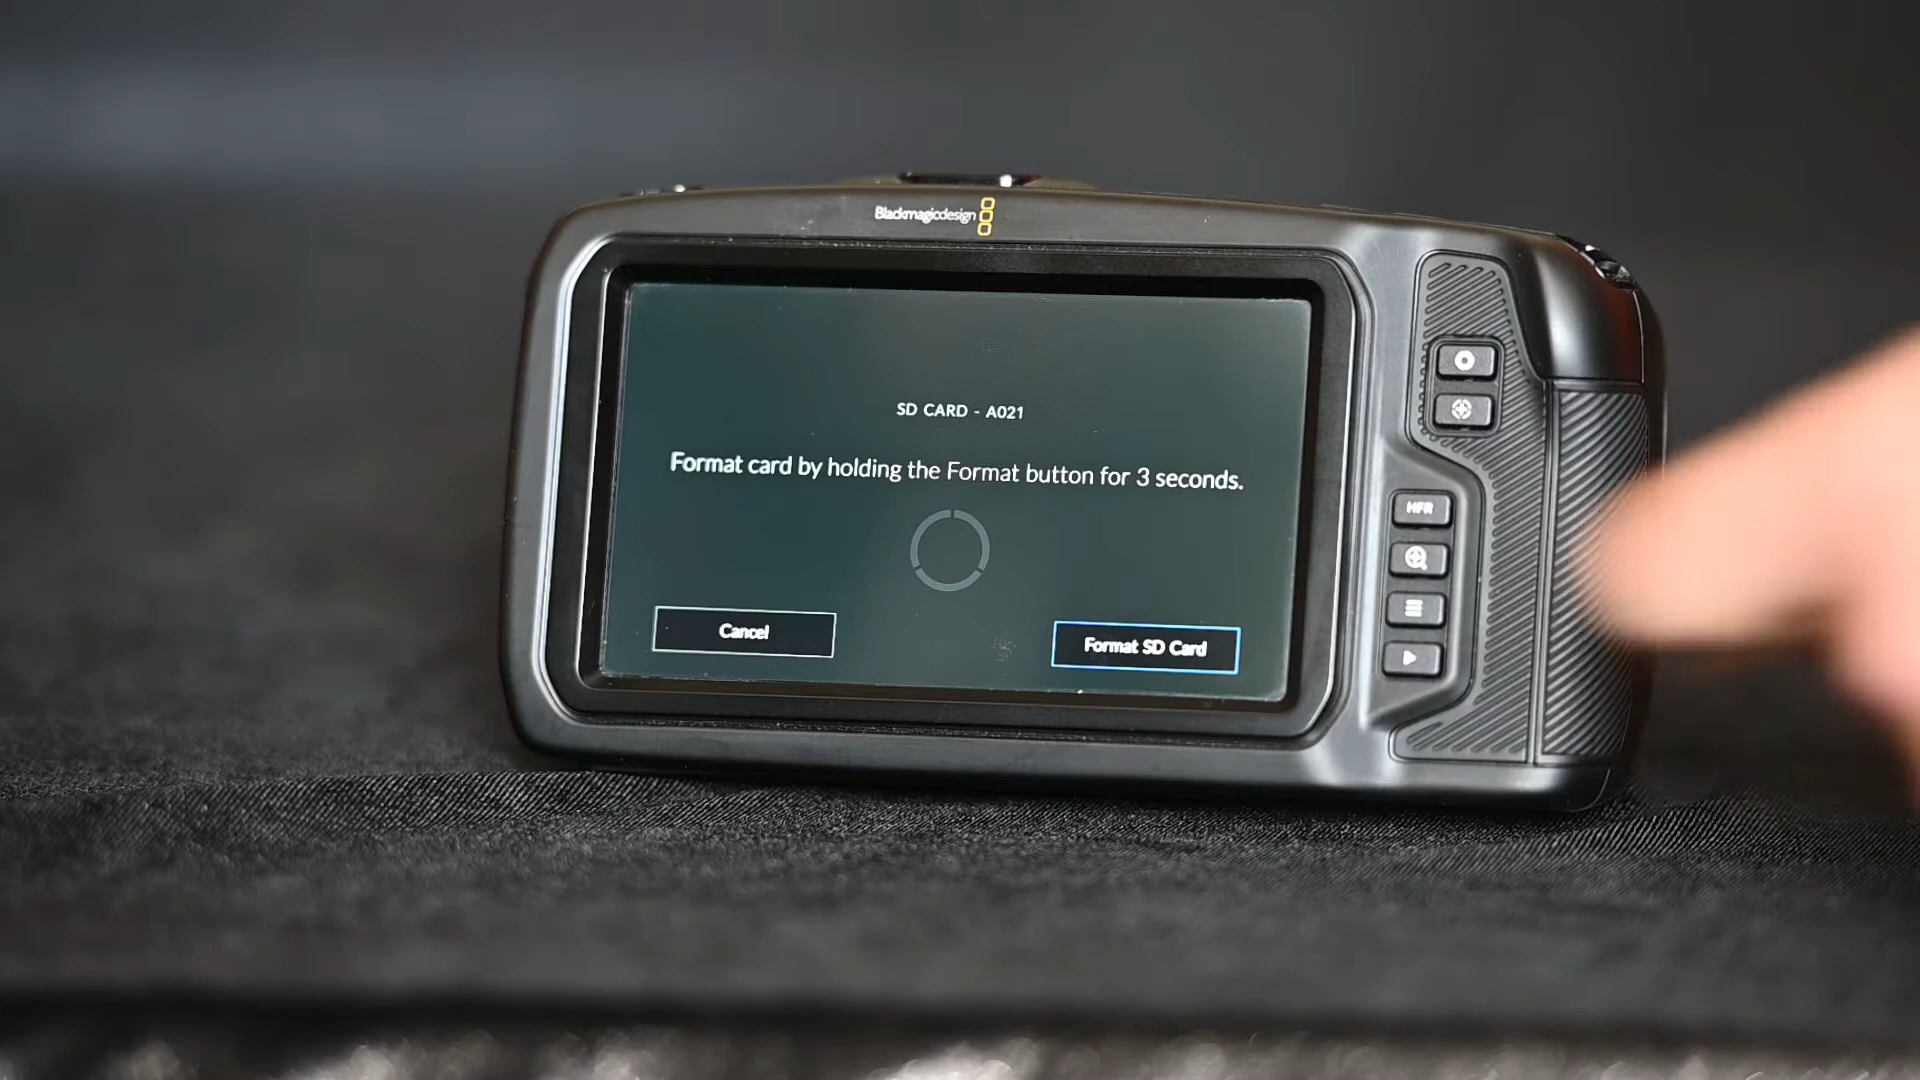 Blackmagicdesign
SD CARD - A021
Format card by holding the Format button for 3 seconds.
Cancel
Format SD Card
HFR